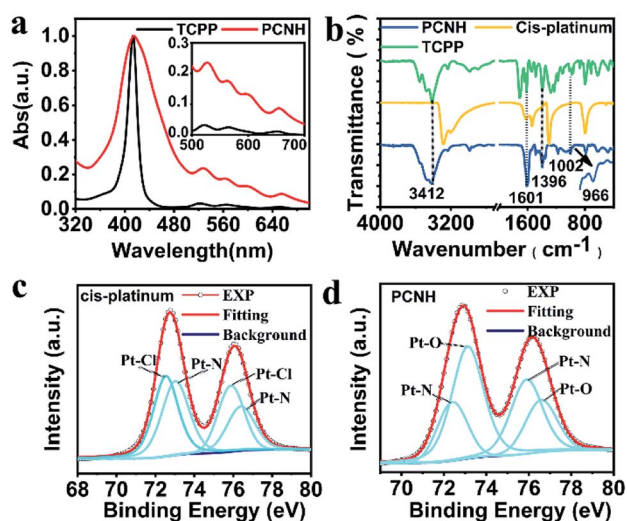 a
TCPP PCNH
Abs(a.u.)
1.0
0.8
0.6
0.4
0.2
0.0
0.3
0.2
0.1
0.0
500 600 700
320 400 480 560 640
Wavelength(nm)
b
PCNH Cis-platinum
TCPP
Transmittance ( % )
3412
1601
1396
1002
966
4000 3200 1600 800
Wavenumber ( cm-1 )
c
cis-platinum
EXP
Fitting
Background
Pt-Cl
Pt-N
Pt-Cl
Pt-N
Intensity (a.u.)
68 70 72 74 76 78 80
Binding Energy (eV)
d
PCNH
EXP
Fitting
Background
Pt-O
Pt-N
Pt-N
Pt-O
Intensity (a.u.)
70 72 74 76 78 80
Binding Energy (eV)